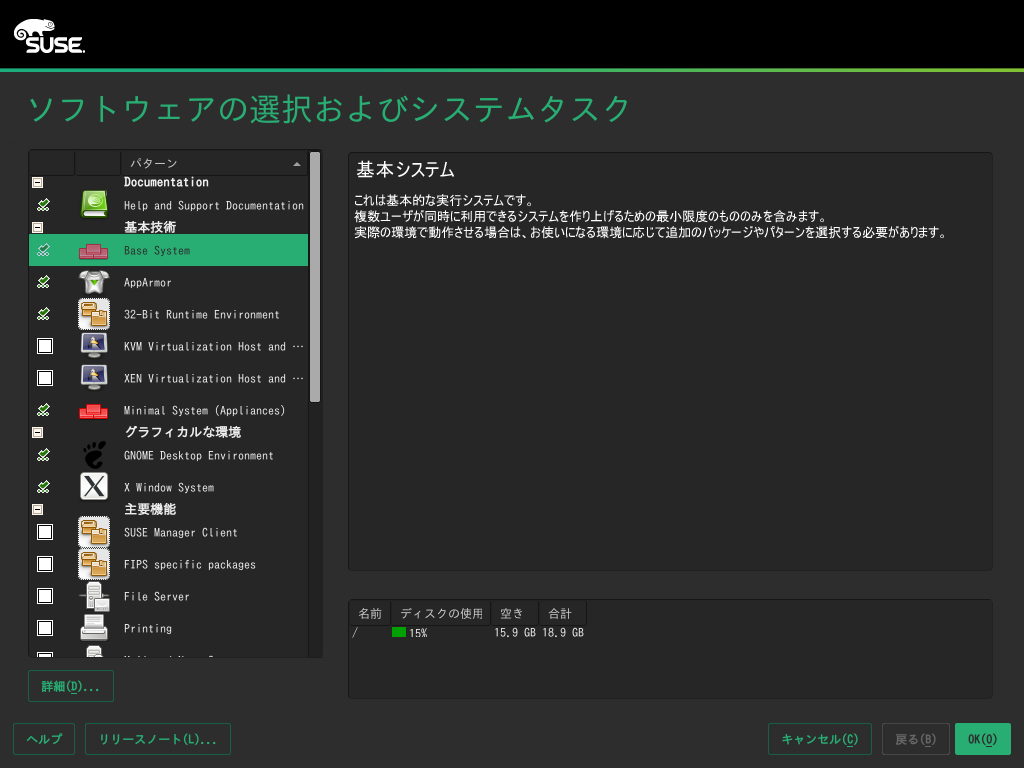 SUSE.
ソフトウェアの選択およびシステムタスク
パターン
Documentation
Help and Support Documentation
基本技術
Base System
AppArmor
32-Bit Runtime Environment
KVM Virtualization Host and …
XEN Virtualization Host and …
Minimal System (Appliances)
グラフィカルな環境
GNOME Desktop Environment
X Window System
主要機能
SUSE Manager Client
FIPS specific packages
File Server
Printing
基本システム
これは基本的な実行システムです。
複数ユーザが同時に利用できるシステムを作り上げるための最小限度のもののみを含みます。
実際の環境で動作させる場合は、お使いになる環境に応じて追加のパッケージやパターンを選択する必要があります。
名前 ディスクの使用 空き 合計
/ 15% 15.9 GB 18.9 GB
詳細(D)...
ヘルプ リリースノート(L)... キャンセル(C) 戻る(B) OK(O)